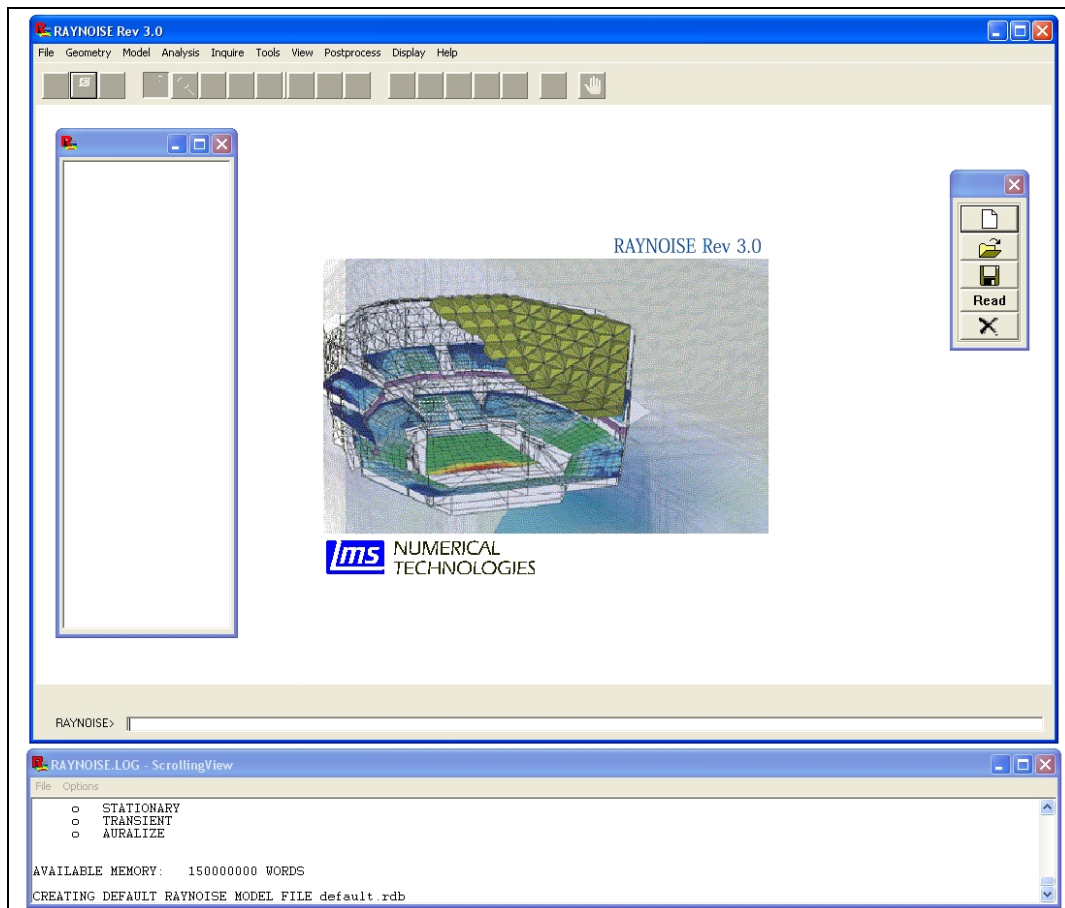 RAYNOISE Rev 3.0
File Geometry Model Analysis Inquire Tools View Postprocess Display Help
RAYNOISE Rev 3.0
Read
lms NUMERICAL
TECHNOLOGIES
RAYNOISE>
RAYNOISE.LOG - ScrollingView
File Options
o STATIONARY
o TRANSIENT
o AURALIZE
AVAILABLE MEMORY: 150000000 WORDS
CREATING DEFAULT RAYNOISE MODEL FILE default.rdb